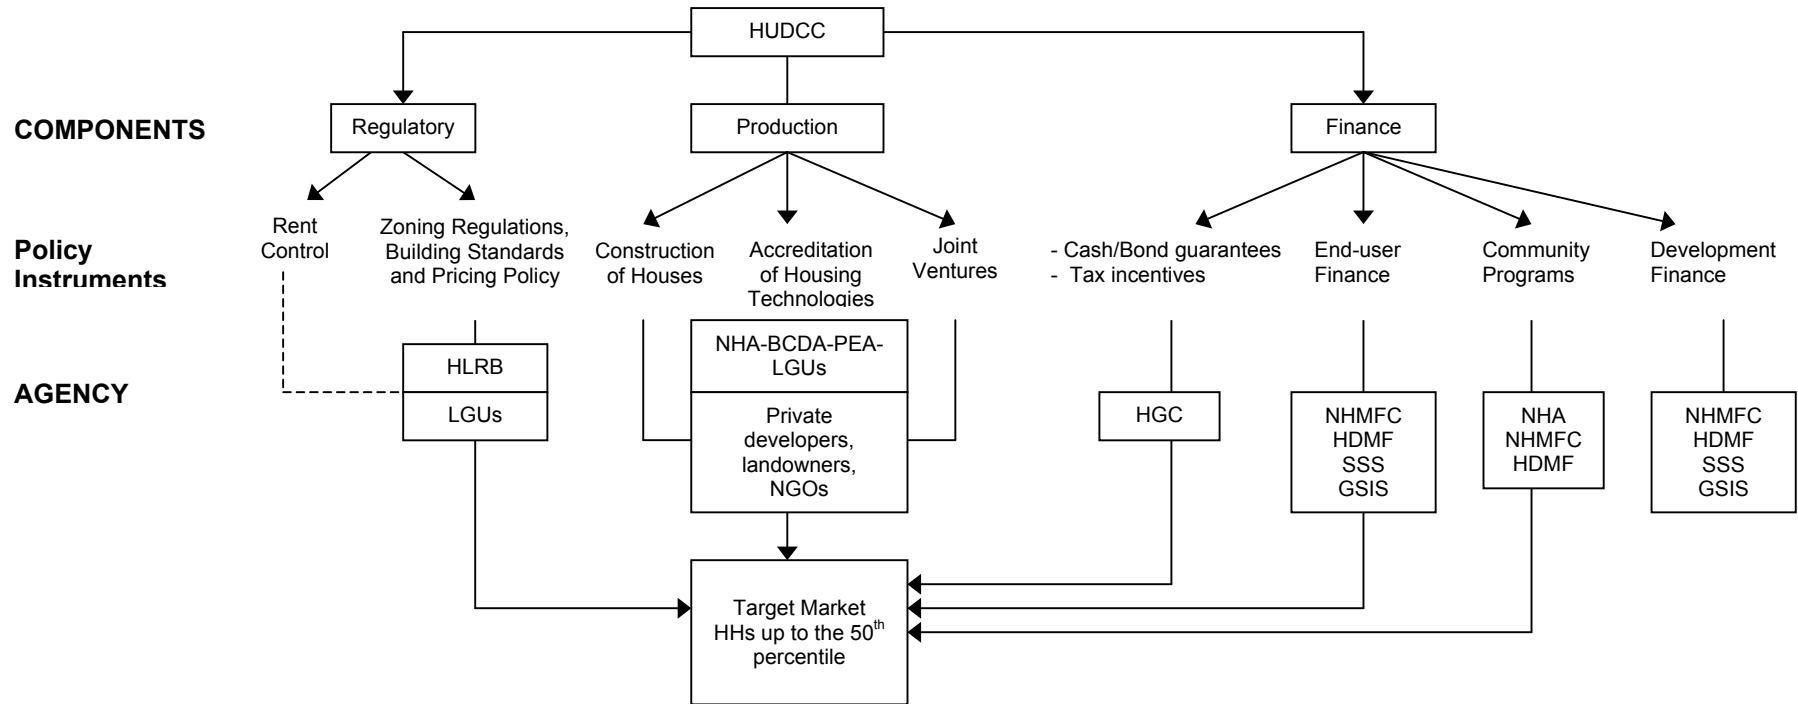 HUDCC
COMPONENTS
Regulatory
Production
Finance
Policy
Instruments
Rent
Control
Zoning Regulations,
Building Standards
and Pricing Policy
Construction
of Houses
Accreditation
of Housing
Technologies
Joint
Ventures
- Cash/Bond guarantees
- Tax incentives
End-user
Finance
Community
Programs
Development
Finance
AGENCY
HLRB
LGUs
NHA-BCDA-PEA-
LGUs
Private
developers,
landowners,
NGOs
HGC
NHMFC
HDMF
SSS
GSIS
NHA
NHMFC
HDMF
NHMFC
HDMF
SSS
GSIS
Target Market
HHs up to the 50th
percentile